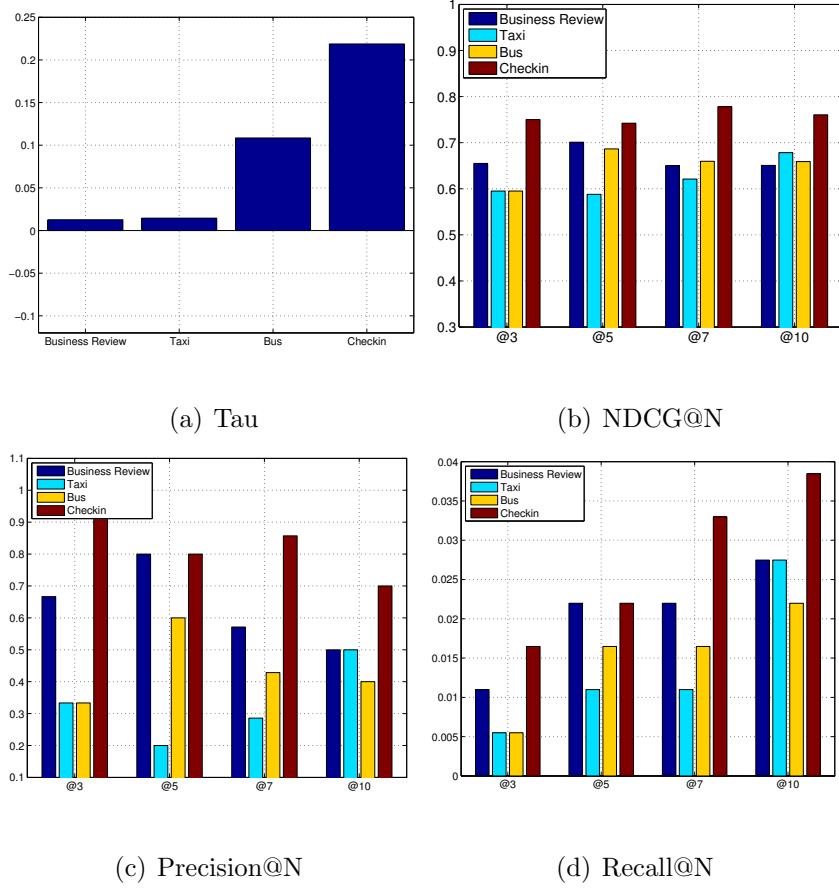 0.25
0.2
0.15
0.1
0.05
0
−0.05
−0.1
Business Review Taxi Bus Checkin
(a) Tau
1
0.9
0.8
0.7
0.6
0.5
0.4
0.3
Business Review
Taxi
Bus
Checkin
@3 @5 @7 @10
(b) NDCG@N
1.1
1
0.9
0.8
0.7
0.6
0.5
0.4
0.3
0.2
0.1
Business Review
Taxi
Bus
Checkin
@3 @5 @7 @10
(c) Precision@N
0.04
0.035
0.03
0.025
0.02
0.015
0.01
0.005
0
Business Review
Taxi
Bus
Checkin
@3 @5 @7 @10
(d) Recall@N